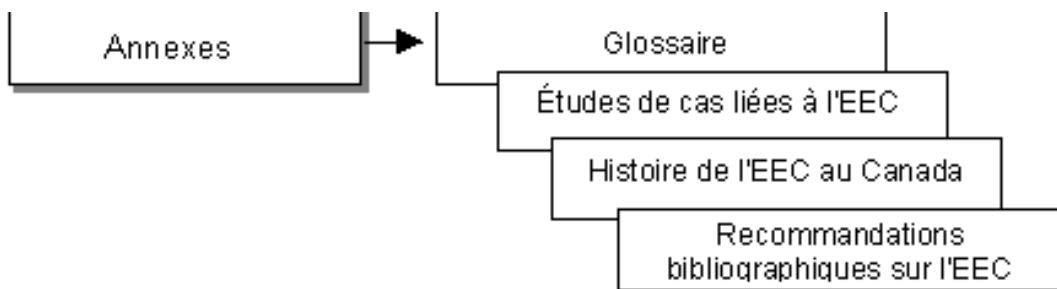 Annexes
Glossaire
Études de cas liées à l'EEC
Histoire de l'EEC au Canada
Recommandations
bibliographiques sur l'EEC